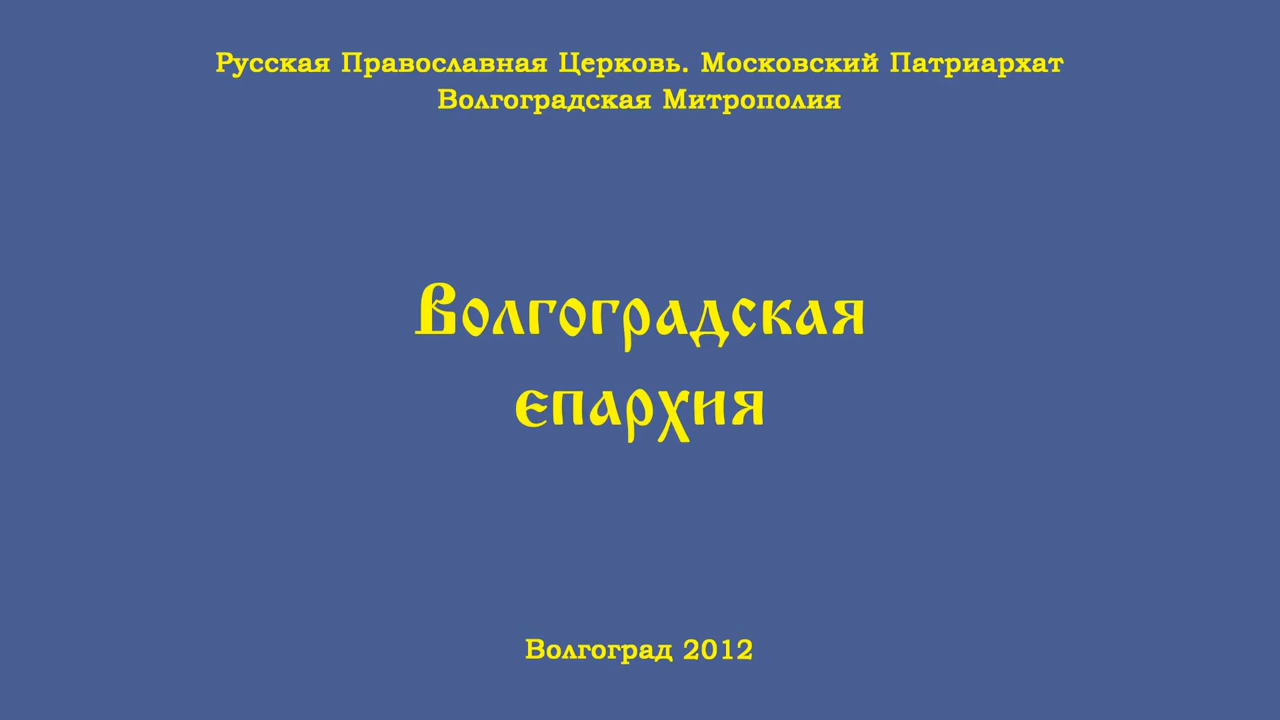 Русская Православная Церковь. Московский Патриархат
Волгоградская Митрополия
Волгоградская
епархия
Волгоград 2012